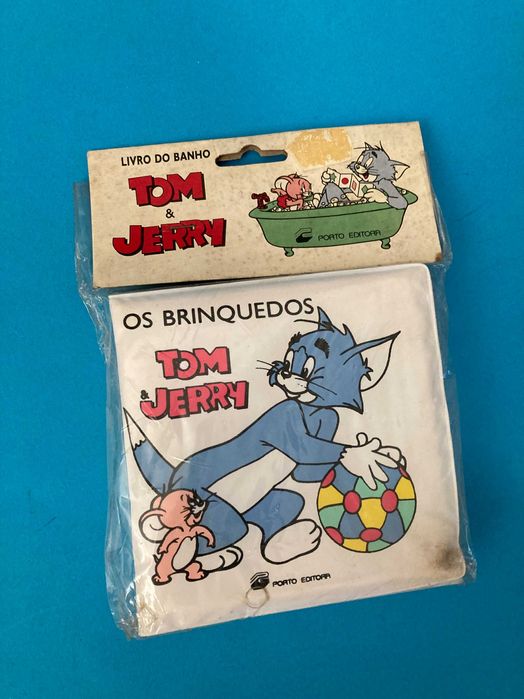 LIVRO DO BANHO
TOM
&
JERRY
PORTO EDITORA
OS BRINQUEDOS
TOM
&
JERRY
PORTO EDITORA